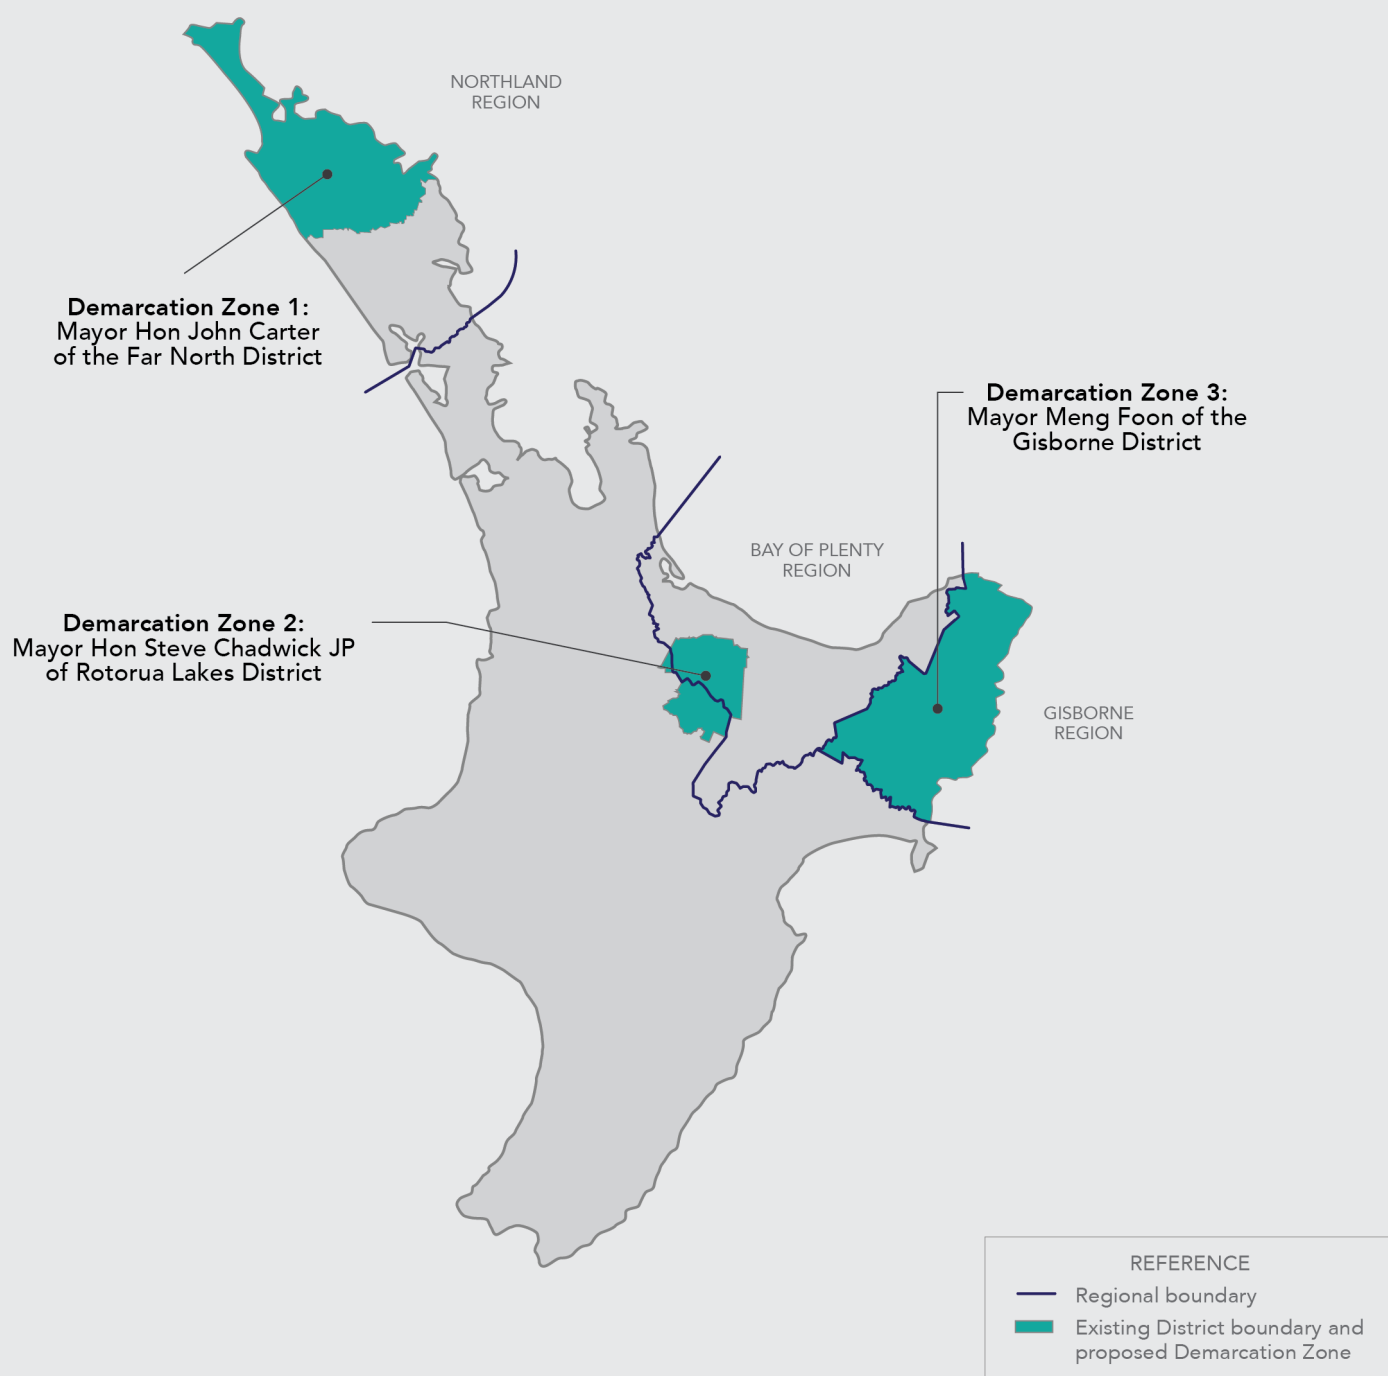 NORTHLAND
REGION
Demarcation Zone 1:
Mayor Hon John Carter
of the Far North District
Demarcation Zone 3:
Mayor Meng Foon of the
Gisborne District
BAY OF PLENTY
REGION
Demarcation Zone 2:
Mayor Hon Steve Chadwick JP
of Rotorua Lakes District
GISBORNE
REGION
REFERENCE
Regional boundary
Existing District boundary and
proposed Demarcation Zone